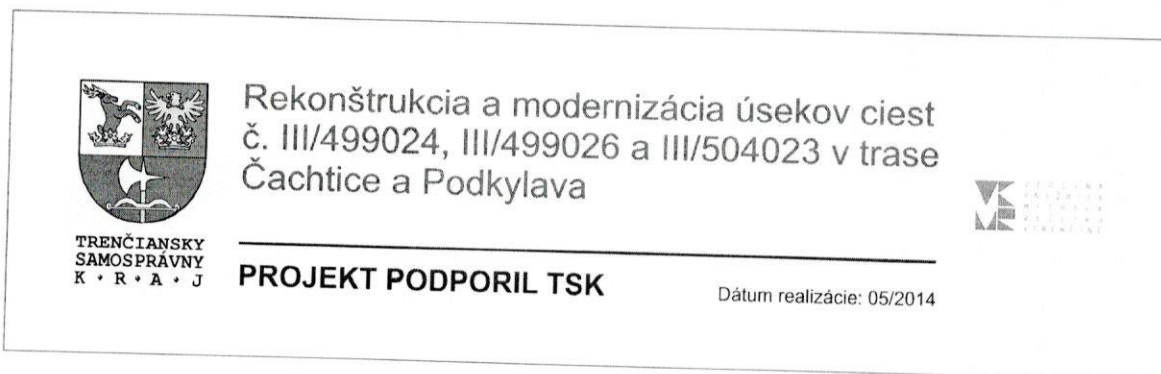 Rekonštrukcia a modernizácia úsekov ciest
č. III/499024, III/499026 a III/504023 v trase
Čachtice a Podkylava
TRENČIANSKY
SAMOSPRÁVNY
K • R • A • J
PROJEKT PODPORIL TSK
Dátum realizácie: 05/2014